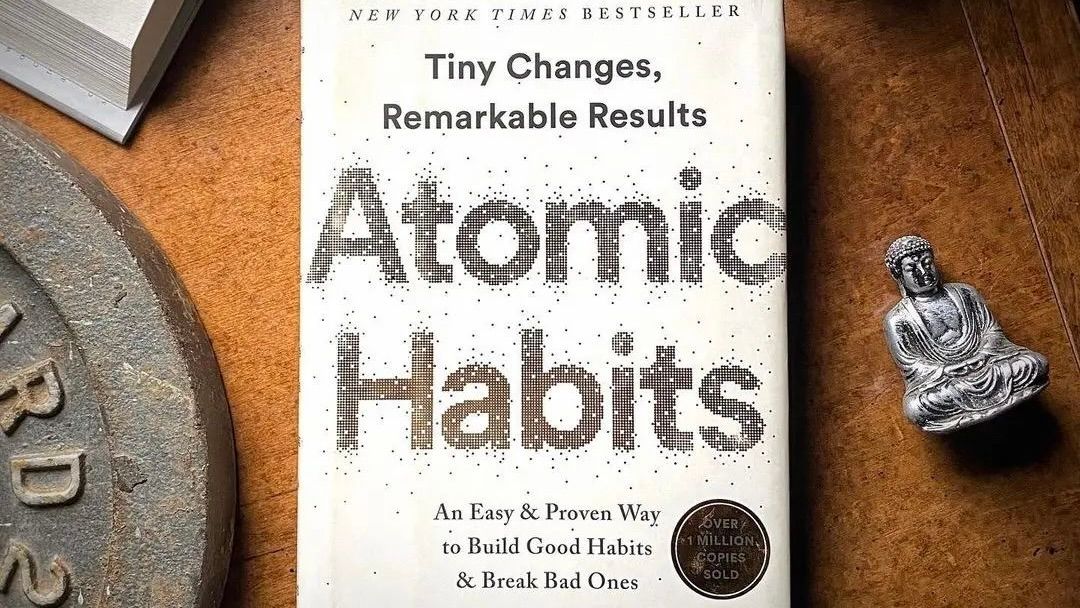 NEW YORK TIMES BESTSELLER
Tiny Changes,
Remarkable Results
Atomic
Habits
An Easy & Proven Way
to Build Good Habits
& Break Bad Ones
OVER
1 MILLION
COPIES
SOLD